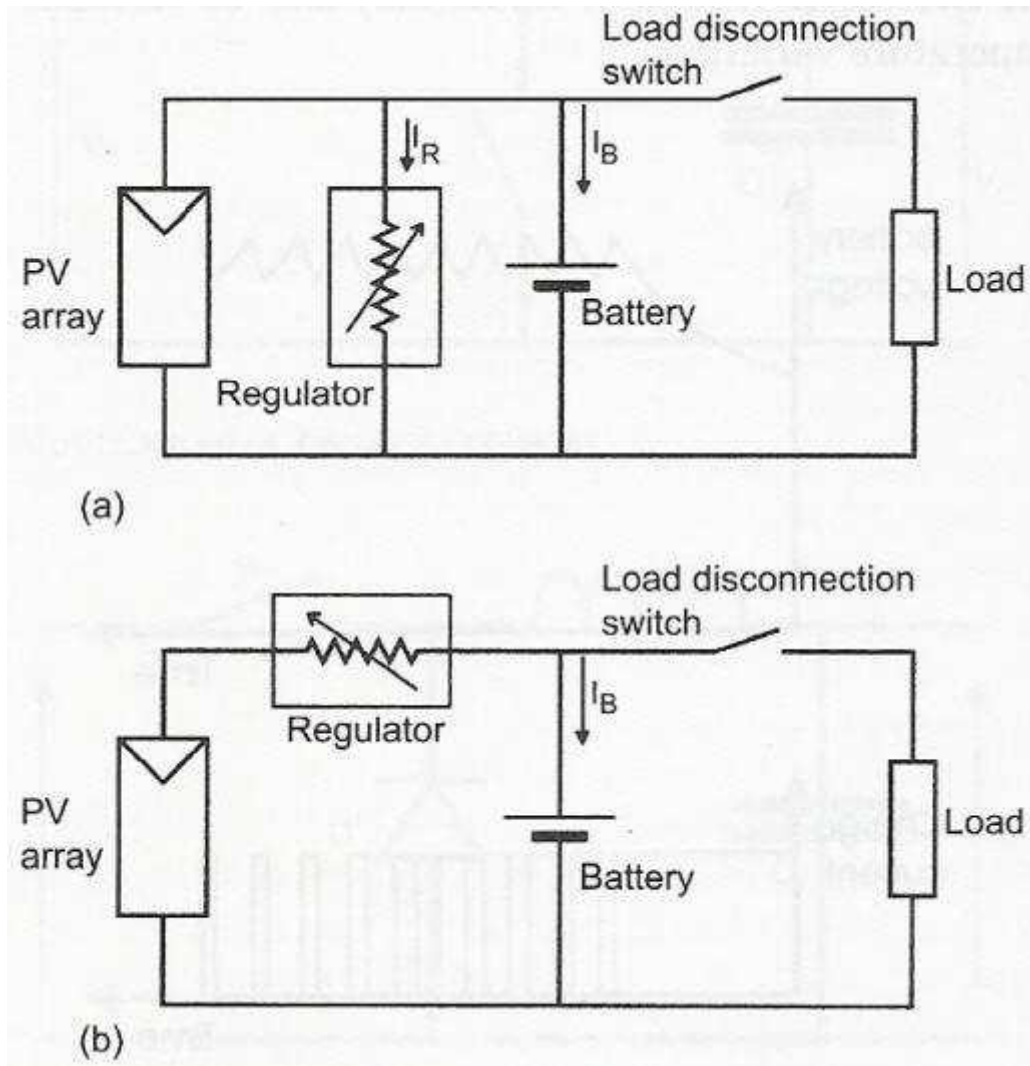 Load disconnection
switch
I_R
I_B
PV
array
Battery
Load
Regulator
(a)
Load disconnection
switch
Regulator
I_B
PV
array
Battery
Load
(b)